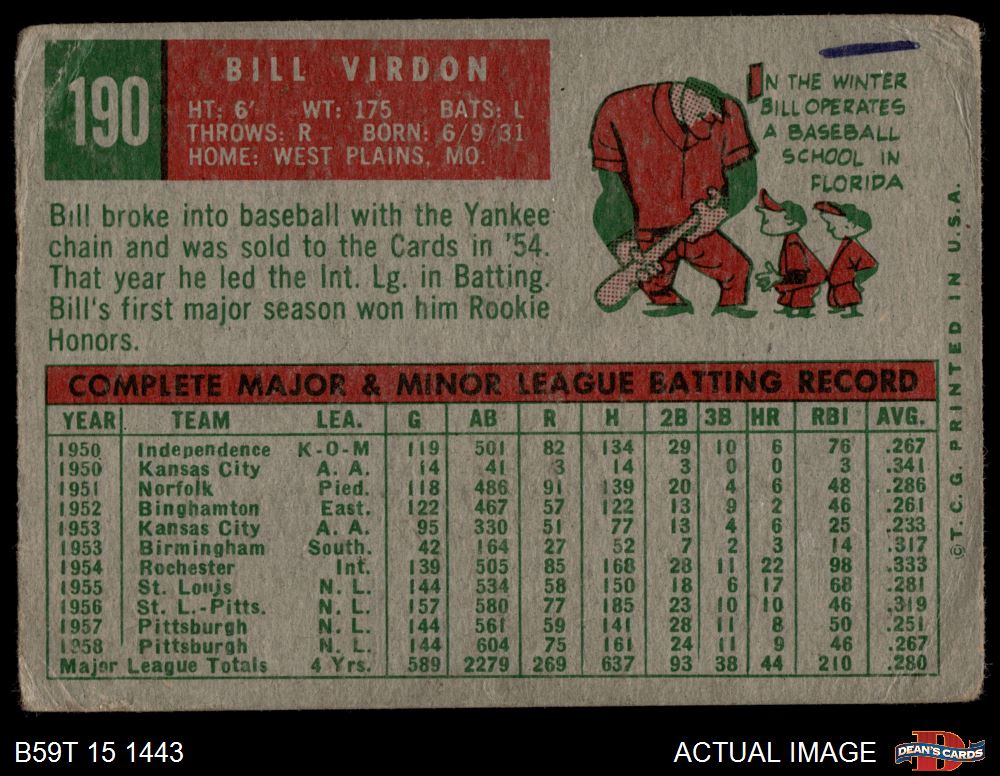 190
BILL VIRDON
HT: 6' WT: 175 BATS: L
THROWS: R BORN: 6/9/31
HOME: WEST PLAINS, MO.
Bill broke into baseball with the Yankee
chain and was sold to the Cards in '54.
That year he led the Int. Lg. in Batting.
Bill's first major season won him Rookie
Honors.
IN THE WINTER
BILL OPERATES
A BASEBALL
SCHOOL IN
FLORIDA
COMPLETE MAJOR & MINOR LEAGUE BATTING RECORD
YEAR TEAM LEA. G AB R H 2B 3B HR RBI AVG.
1950 Independence K-O-M 119 501 82 134 29 10 6 76 .267
1950 Kansas City A. A. 14 41 3 14 3 0 0 3 .341
1951 Norfolk Pied. 118 486 91 139 20 4 6 48 .286
1952 Binghamton East. 122 467 57 122 13 9 2 46 .261
1953 Kansas City A. A. 95 330 51 77 13 4 6 25 .233
1953 Birmingham South. 42 164 27 52 7 2 3 14 .317
1954 Rochester Int. 139 505 85 168 28 11 22 98 .333
1955 St. Louis N. L. 144 534 58 150 18 6 17 68 .281
1956 St. L.-Pitts. N. L. 157 580 77 185 23 10 10 46 .319
1957 Pittsburgh N. L. 144 561 59 141 28 11 8 50 .251
1958 Pittsburgh N. L. 144 604 75 161 24 11 9 46 .267
Major League Totals 4 Yrs. 589 2279 269 637 93 38 44 210 .280
© T. C. G. PRINTED IN U.S.A.
B59T 15 1443
ACTUAL IMAGE
DEAN'S CARDS